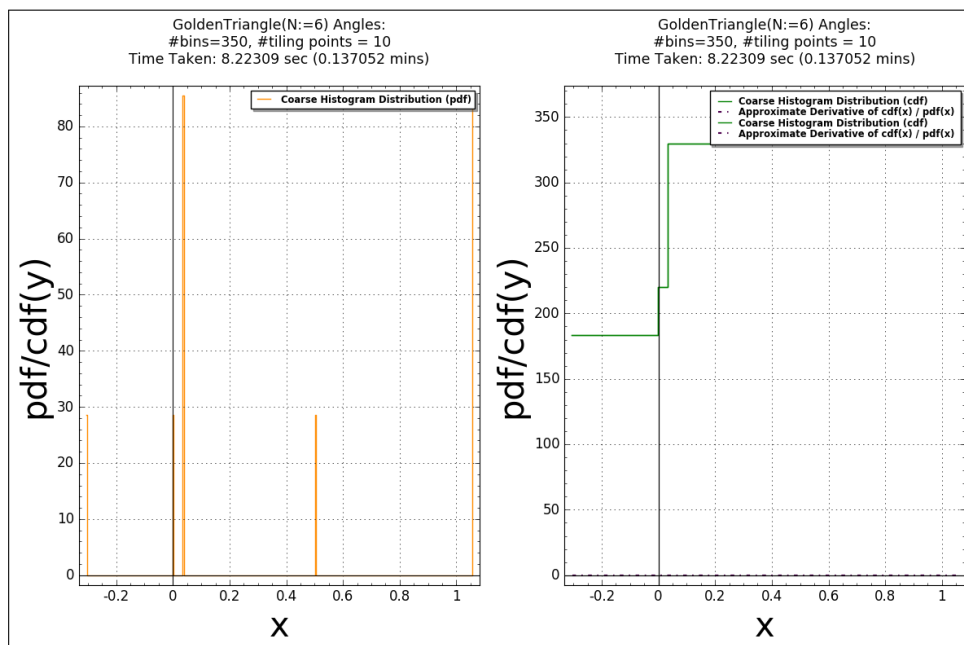 GoldenTriangle(N:=6) Angles:
#bins=350, #tiling points = 10
Time Taken: 8.22309 sec (0.137052 mins)
Coarse Histogram Distribution (pdf)
80
70
60
50
40
30
20
10
0
pdf/cdf(y)
-0.2 0 0.2 0.4 0.6 0.8 1
x
GoldenTriangle(N:=6) Angles:
#bins=350, #tiling points = 10
Time Taken: 8.22309 sec (0.137052 mins)
Coarse Histogram Distribution (cdf)
Approximate Derivative of cdf(x) / pdf(x)
Coarse Histogram Distribution (cdf)
Approximate Derivative of cdf(x) / pdf(x)
350
300
250
200
150
100
50
0
pdf/cdf(y)
-0.2 0 0.2 0.4 0.6 0.8 1
x